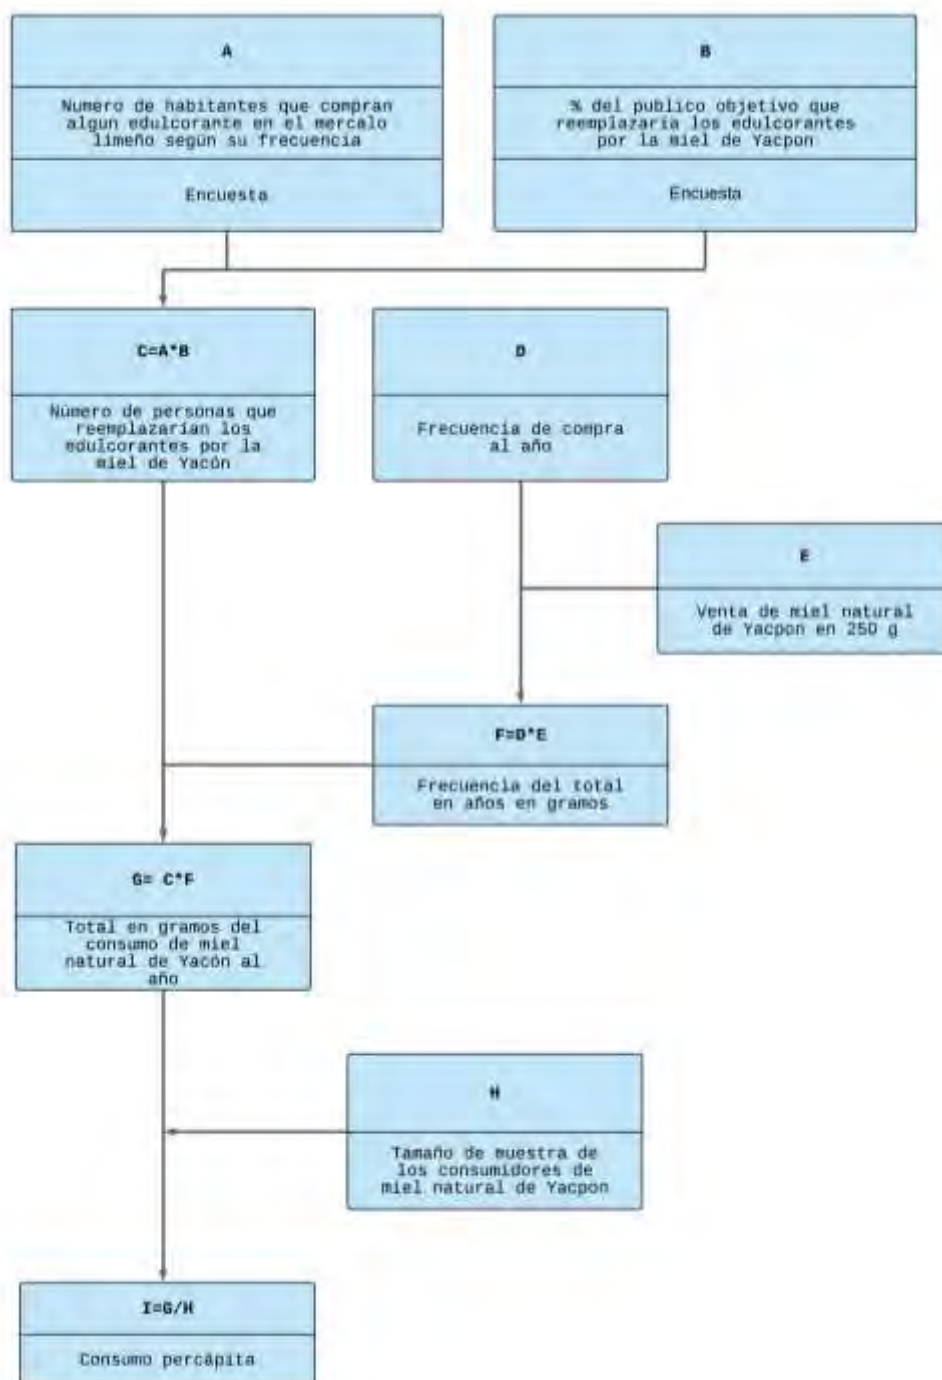 A
Numero de habitantes que compran
algun edulcorante en el mercalo
limeño según su frecuencia
Encuesta
B
% del publico objetivo que
reemplazaria los edulcorantes
por la miel de Yacpon
Encuesta
C=A*B
Número de personas que
reemplazarian los
edulcorantes por la
miel de Yacón
D
Frecuencia de compra
al año
E
Venta de miel natural
de Yacpon en 250 g
F=D*E
Frecuencia del total
en años en gramos
G= C*F
Total en gramos del
consumo de miel
natural de Yacón al
año
H
Tamaño de muestra de
los consumidores de
miel natural de Yacpon
I=G/H
Consumo percápita